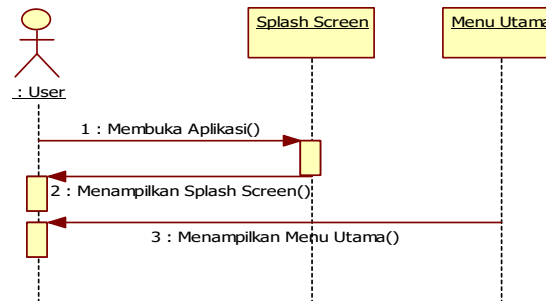 Splash Screen
Menu Utama
: User
1 : Membuka Aplikasi()
2 : Menampilkan Splash Screen()
3 : Menampilkan Menu Utama()